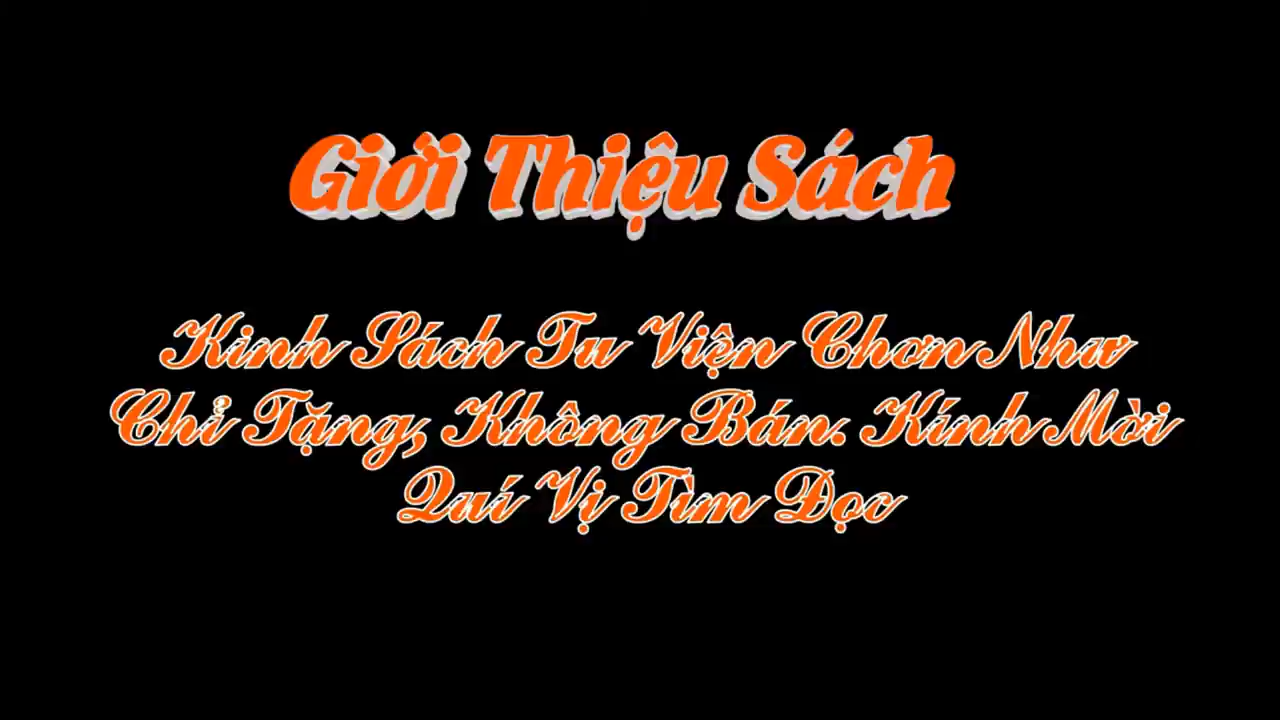 Giới Thiệu Sách
Kinh Sách Tu Viện Chơn Như
Chỉ Tặng, Không Bán. Kính Mời
Quí Vị Tìm Đọc